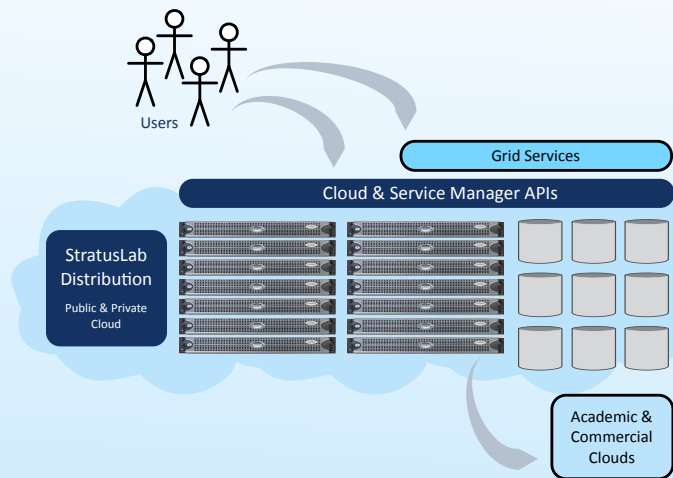 Users
Grid Services
Cloud & Service Manager APIs
StratusLab
Distribution
Public & Private
Cloud
Academic &
Commercial
Clouds